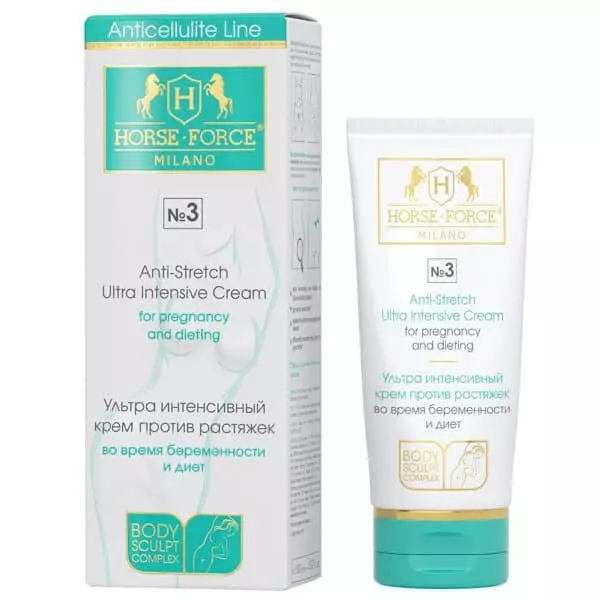 Anticellulite Line
H
HORSE·FORCE®
MILANO
№3
Anti-Stretch
Ultra Intensive Cream
for pregnancy
and dieting
Ультра интенсивный
крем против растяжек
во время беременности
и диет
BODY
SCULPT
COMPLEX
H
HORSE·FORCE®
MILANO
№3
Anti-Stretch
Ultra Intensive Cream
for pregnancy
and dieting
Ультра интенсивный
крем против растяжек
во время беременности
и диет
BODY
SCULPT
COMPLEX